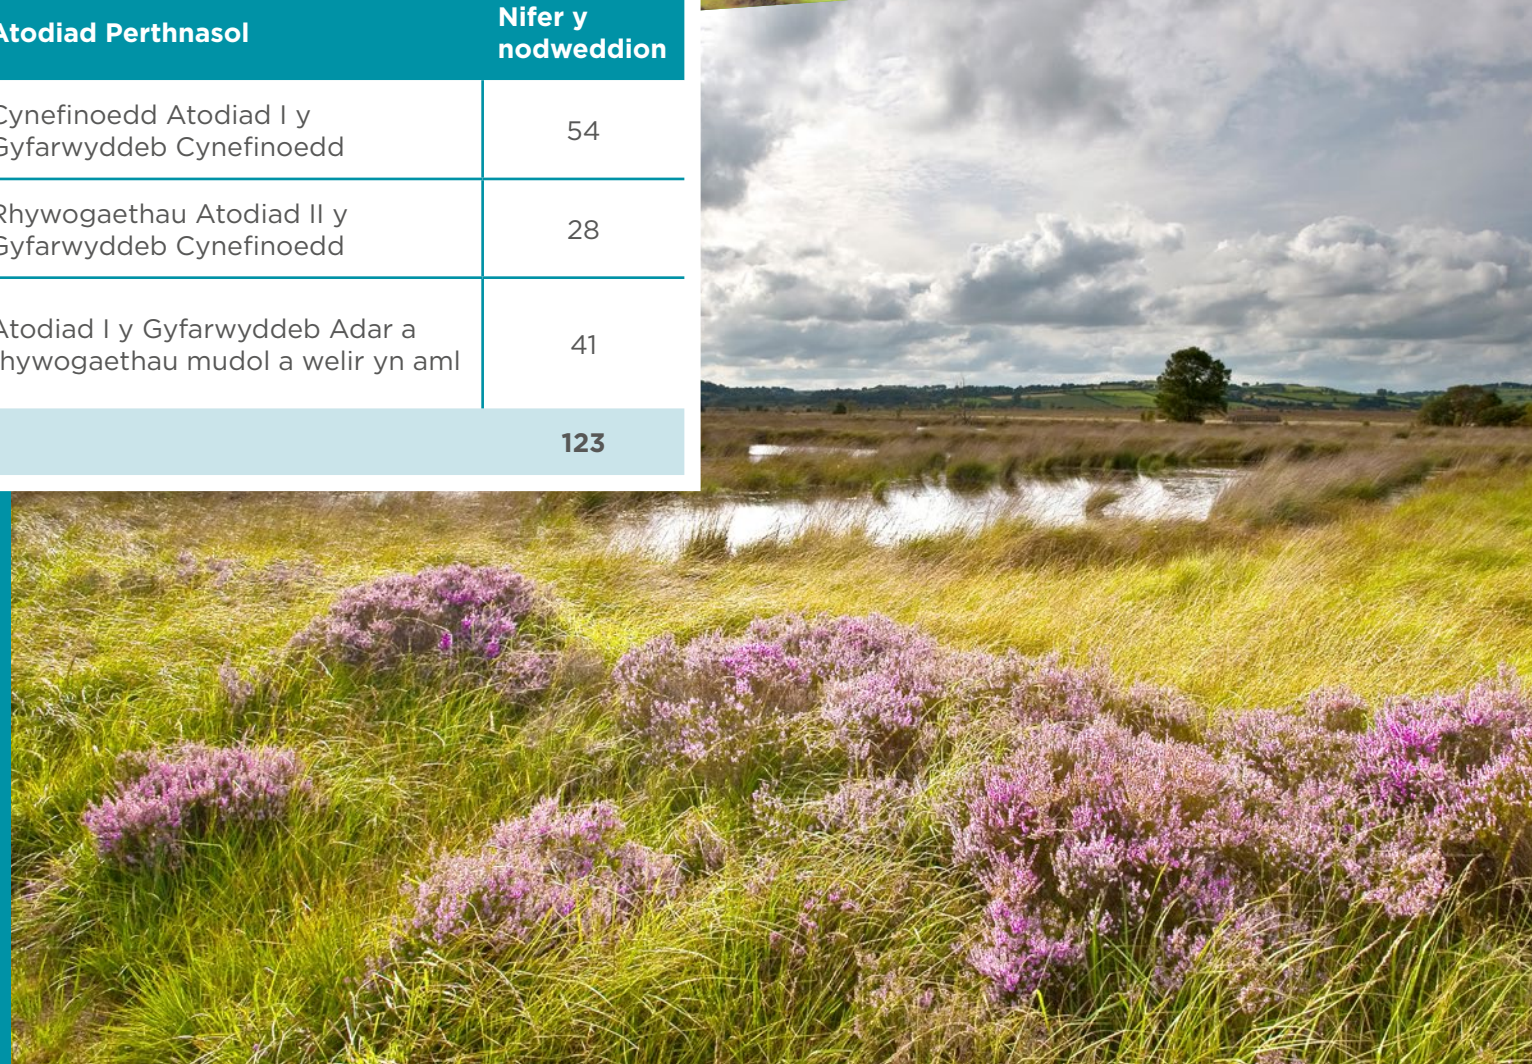 Atodiad Perthnasol
Nifer y
nodweddion
Cynefinoedd Atodiad I y
Gyfarwyddeb Cynefinoedd
54
Rhywogaethau Atodiad II y
Gyfarwyddeb Cynefinoedd
28
Atodiad I y Gyfarwyddeb Adar a
rhywogaethau mudol a welir yn aml
41
123